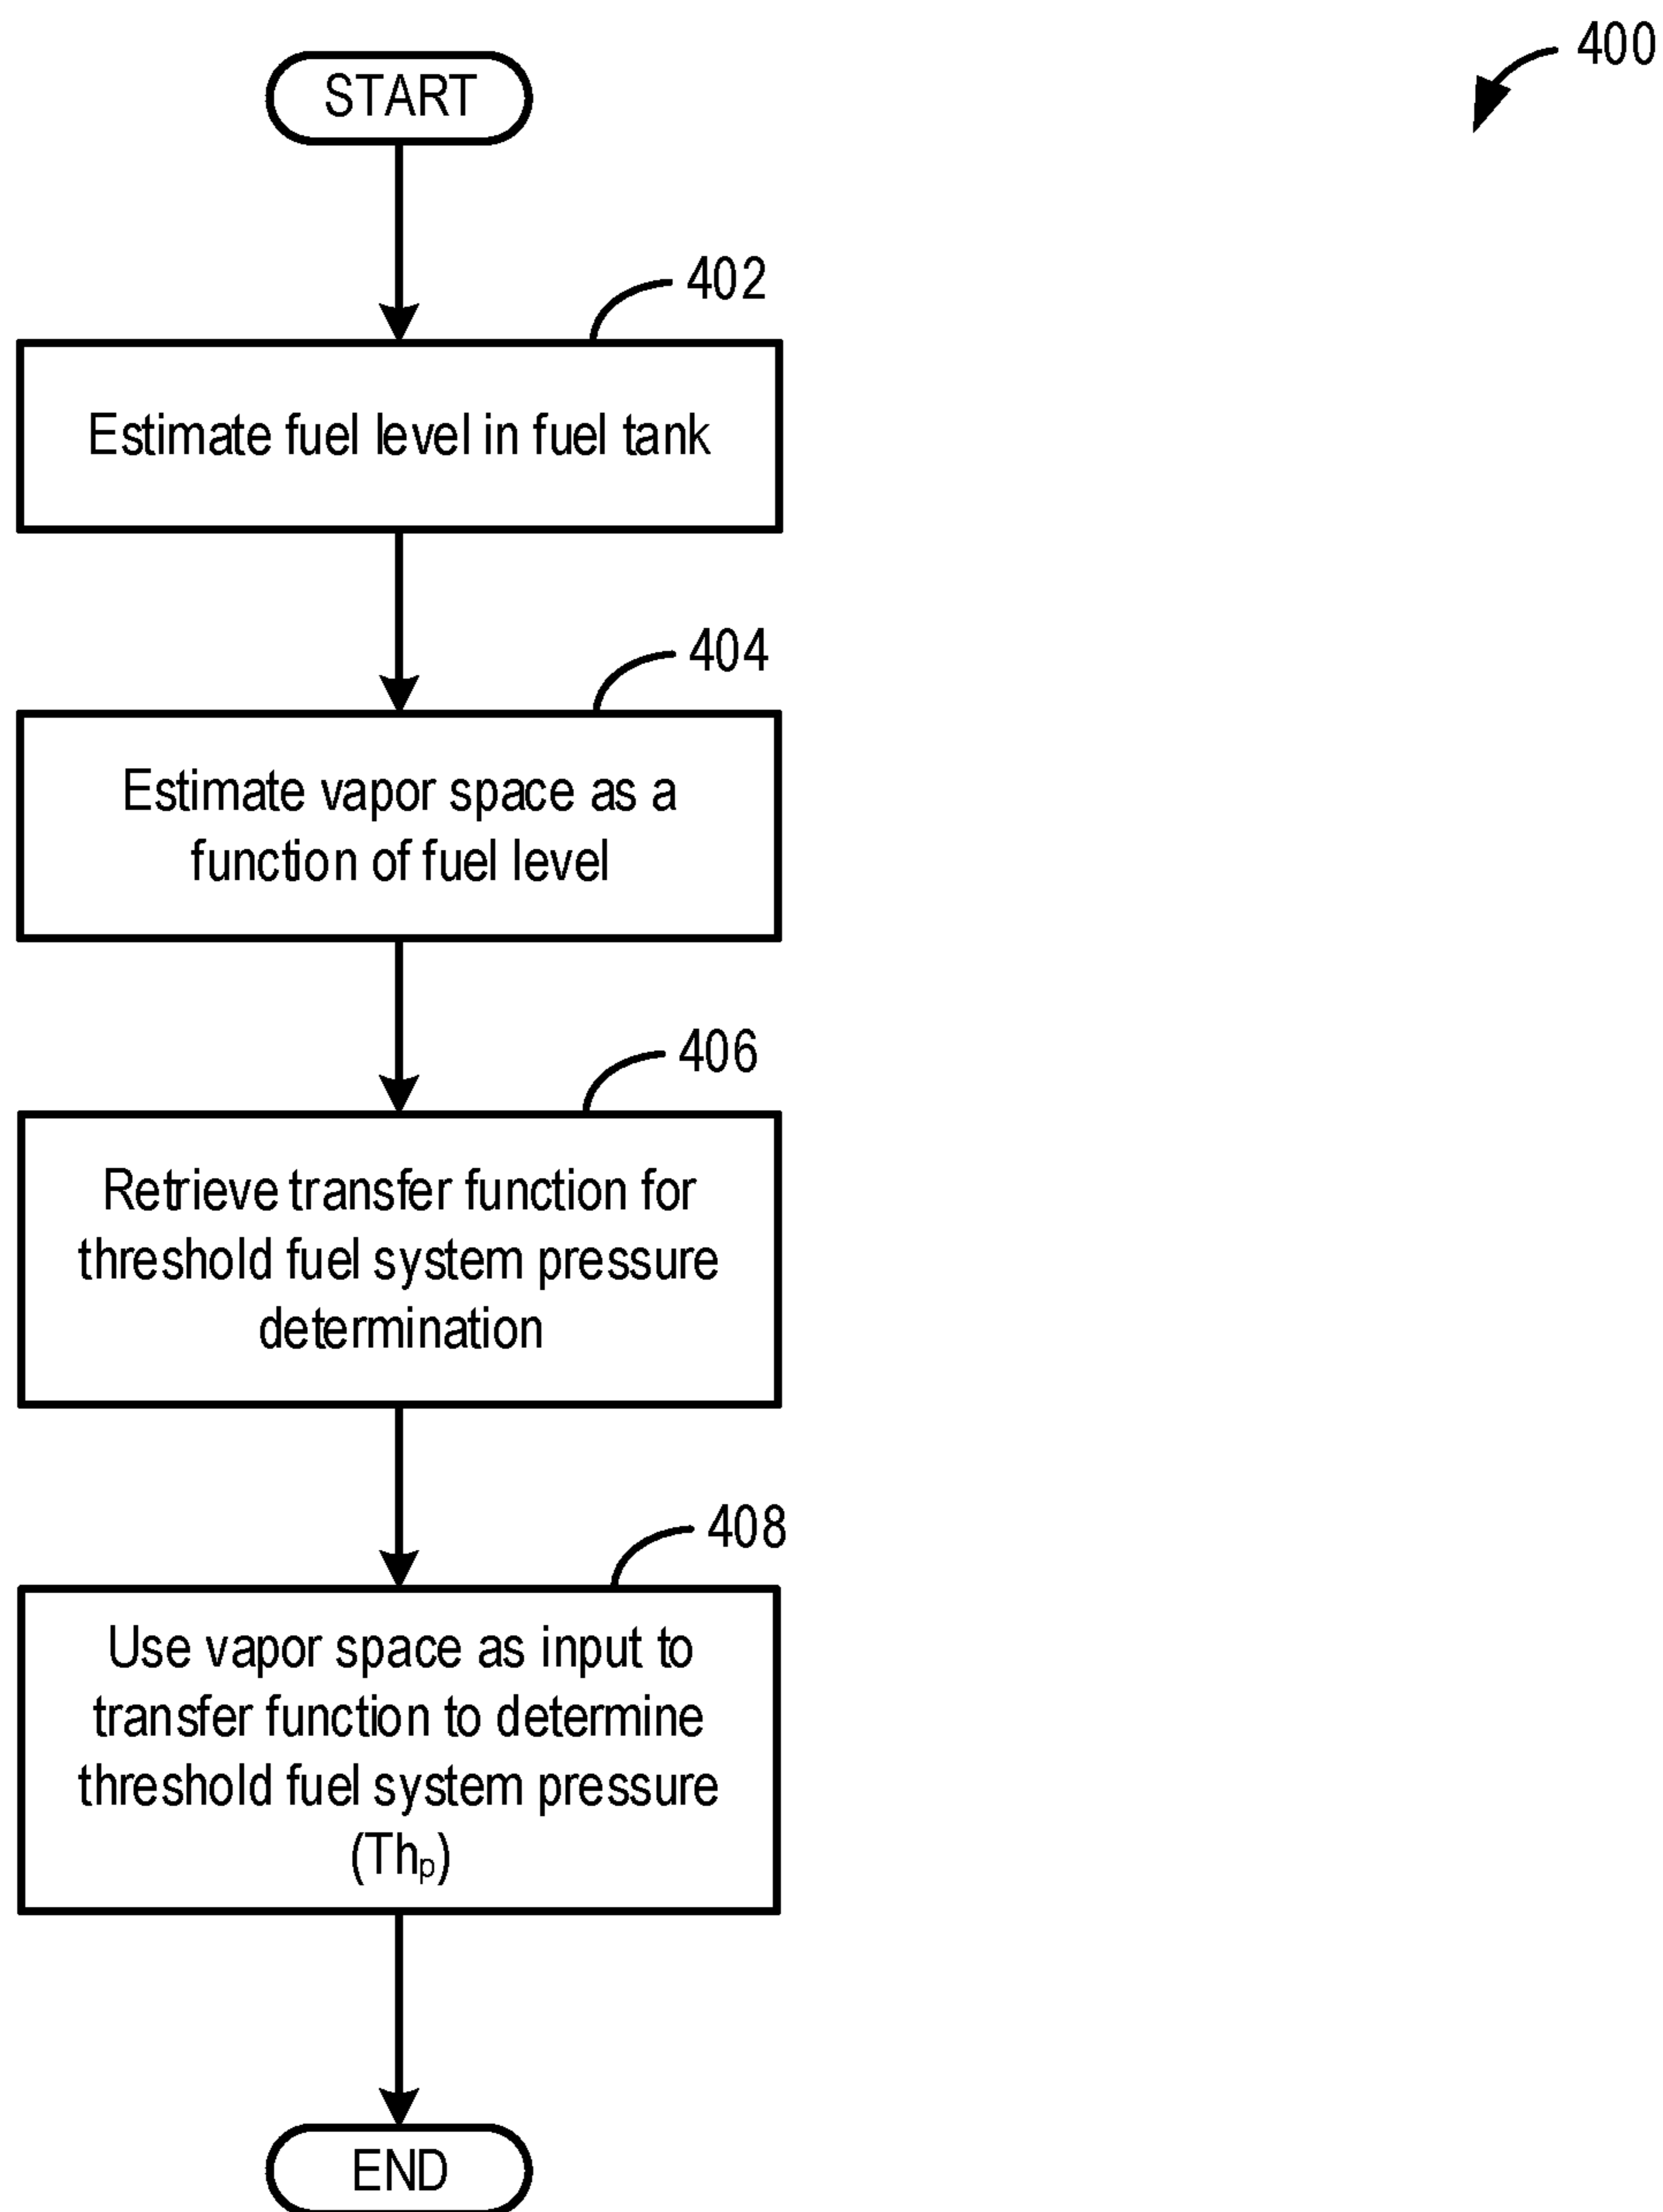 400
START
402
Estimate fuel level in fuel tank
404
Estimate vapor space as a
function of fuel level
406
Retrieve transfer function for
threshold fuel system pressure
determination
408
Use vapor space as input to
transfer function to determine
threshold fuel system pressure
(Thp)
END